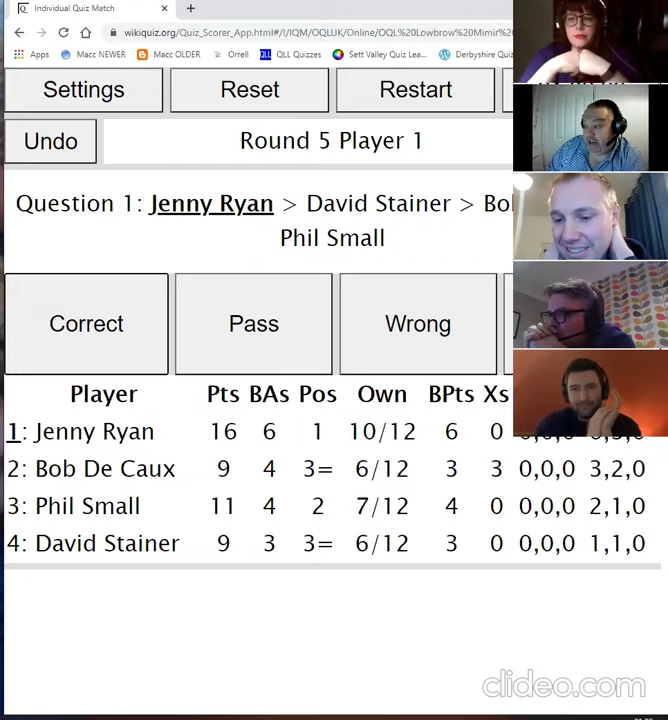 Individual Quiz Match
wikiquiz.org/Quiz_Scorer_App.html#/I/IQM/OQLUK/Online/OQL%20Lowbrow%20Mimir%2
Apps Macc NEWER Macc OLDER Orrell QLL Quizzes Sett Valley Quiz Lea... Derbyshire Quiz
Settings Reset Restart
Undo Round 5 Player 1
Question 1: Jenny Ryan > David Stainer > Bo
Phil Small
Correct Pass Wrong
Player Pts BAs Pos Own BPts Xs
1: Jenny Ryan 16 6 1 10/12 6 0
2: Bob De Caux 9 4 3= 6/12 3 3 0,0,0 3,2,0
3: Phil Small 11 4 2 7/12 4 0 0,0,0 2,1,0
4: David Stainer 9 3 3= 6/12 3 0 0,0,0 1,1,0
clideo.com